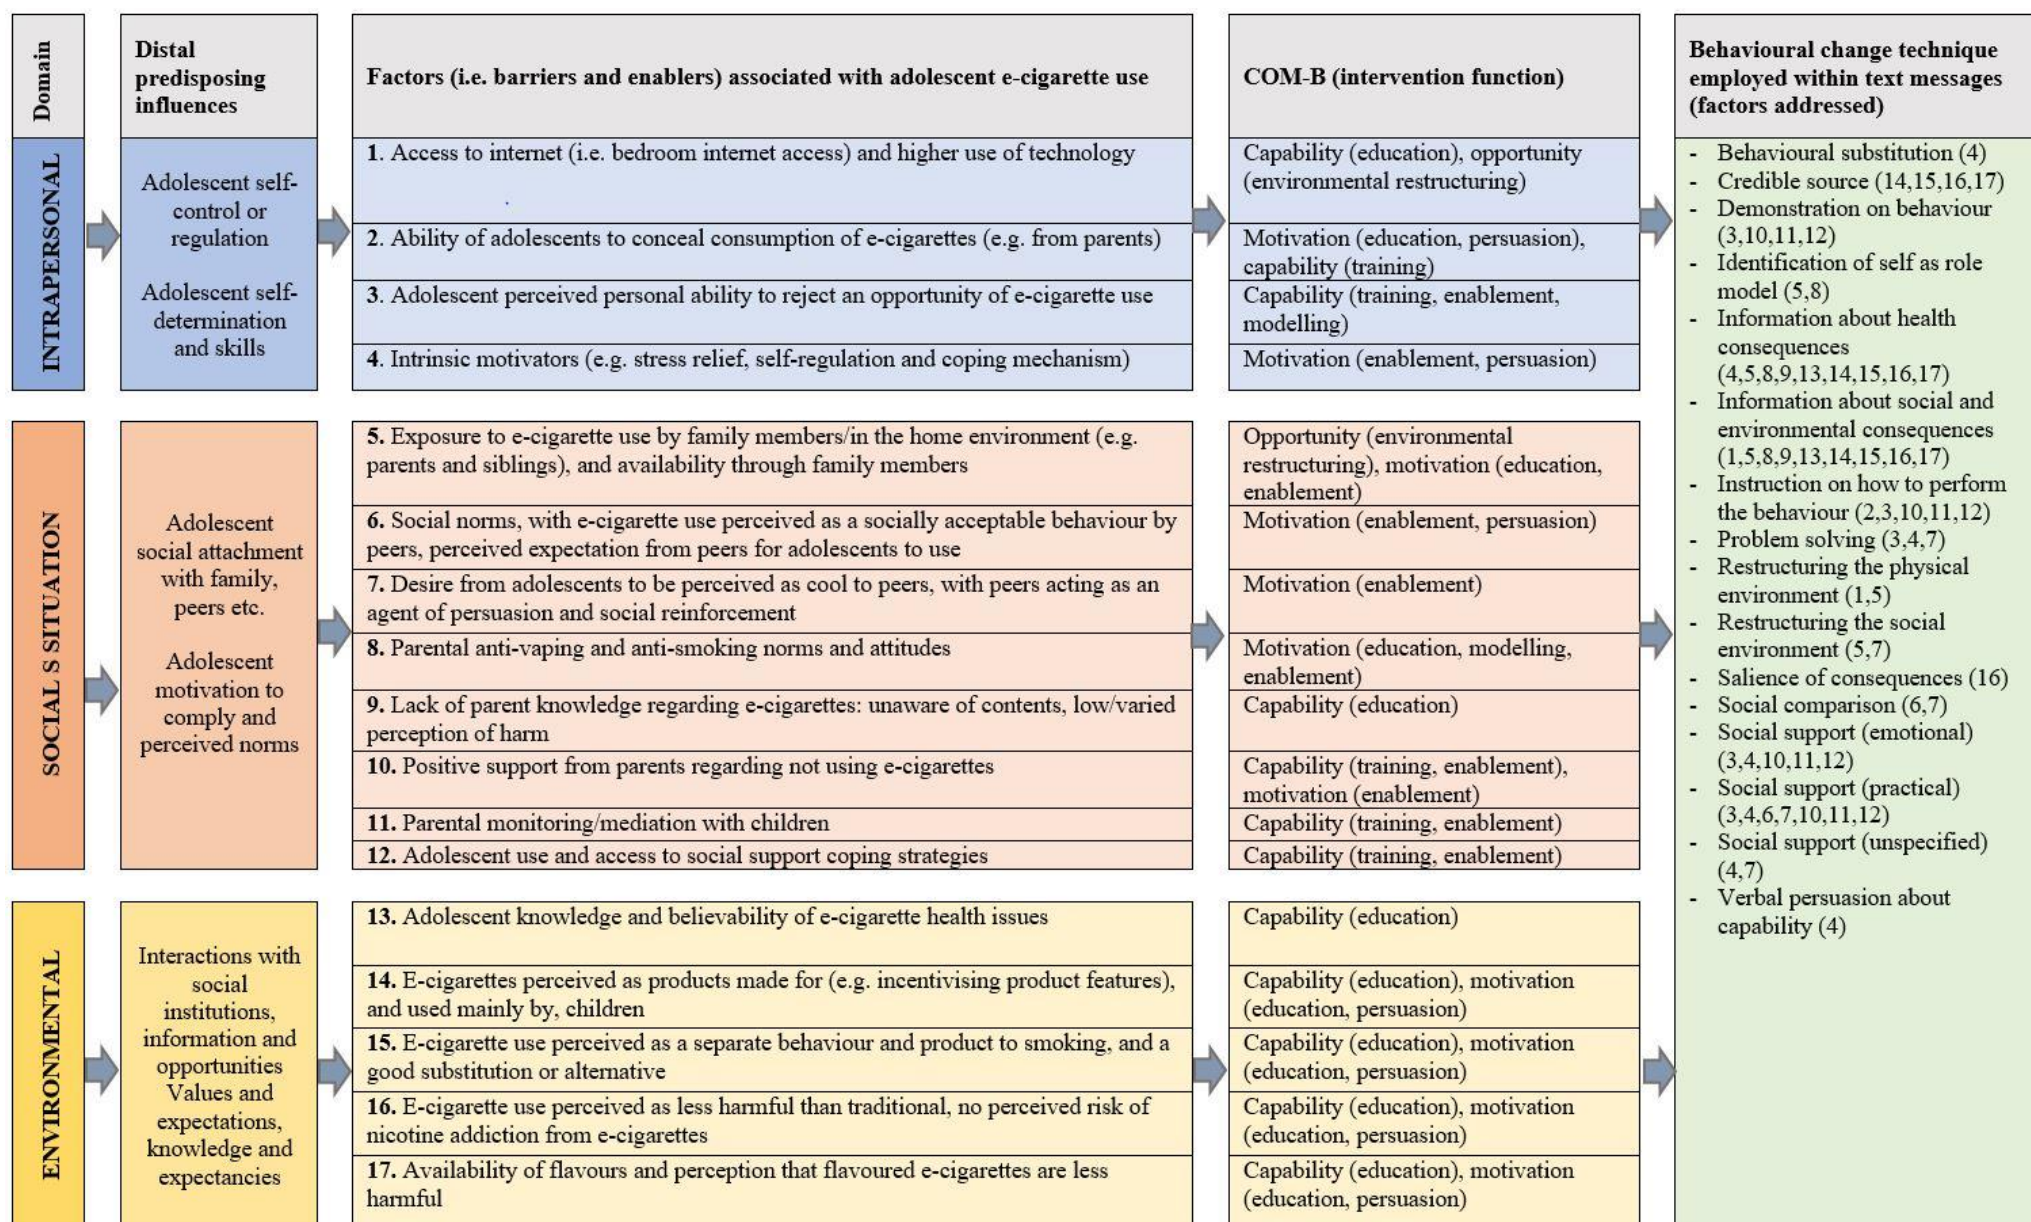 Domain
Distal
predisposing
influences
Factors (i.e. barriers and enablers) associated with adolescent e-cigarette use
COM-B (intervention function)
Behavioural change technique
employed within text messages
(factors addressed)
INTRAPERSONAL
Adolescent self-
control or
regulation
Adolescent self-
determination
and skills
1. Access to internet (i.e. bedroom internet access) and higher use of technology
Capability (education), opportunity
(environmental restructuring)
2. Ability of adolescents to conceal consumption of e-cigarettes (e.g. from parents)
Motivation (education, persuasion),
capability (training)
3. Adolescent perceived personal ability to reject an opportunity of e-cigarette use
Capability (training, enablement,
modelling)
4. Intrinsic motivators (e.g. stress relief, self-regulation and coping mechanism)
Motivation (enablement, persuasion)
SOCIAL S SITUATION
Adolescent
social attachment
with family,
peers etc.
Adolescent
motivation to
comply and
perceived norms
5. Exposure to e-cigarette use by family members/in the home environment (e.g.
parents and siblings), and availability through family members
Opportunity (environmental
restructuring), motivation (education,
enablement)
6. Social norms, with e-cigarette use perceived as a socially acceptable behaviour by
peers, perceived expectation from peers for adolescents to use
Motivation (enablement, persuasion)
7. Desire from adolescents to be perceived as cool to peers, with peers acting as an
agent of persuasion and social reinforcement
Motivation (enablement)
8. Parental anti-vaping and anti-smoking norms and attitudes
Motivation (education, modelling,
enablement)
9. Lack of parent knowledge regarding e-cigarettes: unaware of contents, low/varied
perception of harm
Capability (education)
10. Positive support from parents regarding not using e-cigarettes
Capability (training, enablement),
motivation (enablement)
11. Parental monitoring/mediation with children
Capability (training, enablement)
12. Adolescent use and access to social support coping strategies
Capability (training, enablement)
ENVIRONMENTAL
Interactions with
social
institutions,
information and
opportunities
Values and
expectations,
knowledge and
expectancies
13. Adolescent knowledge and believability of e-cigarette health issues
Capability (education)
14. E-cigarettes perceived as products made for (e.g. incentivising product features),
and used mainly by, children
Capability (education), motivation
(education, persuasion)
15. E-cigarette use perceived as a separate behaviour and product to smoking, and a
good substitution or alternative
Capability (education), motivation
(education, persuasion)
16. E-cigarette use perceived as less harmful than traditional, no perceived risk of
nicotine addiction from e-cigarettes
Capability (education), motivation
(education, persuasion)
17. Availability of flavours and perception that flavoured e-cigarettes are less
harmful
Capability (education), motivation
(education, persuasion)
- Behavioural substitution (4)
- Credible source (14,15,16,17)
- Demonstration on behaviour
(3,10,11,12)
- Identification of self as role
model (5,8)
- Information about health
consequences
(4,5,8,9,13,14,15,16,17)
- Information about social and
environmental consequences
(1,5,8,9,13,14,15,16,17)
- Instruction on how to perform
the behaviour (2,3,10,11,12)
- Problem solving (3,4,7)
- Restructuring the physical
environment (1,5)
- Restructuring the social
environment (5,7)
- Salience of consequences (16)
- Social comparison (6,7)
- Social support (emotional)
(3,4,10,11,12)
- Social support (practical)
(3,4,6,7,10,11,12)
- Social support (unspecified)
(4,7)
- Verbal persuasion about
capability (4)